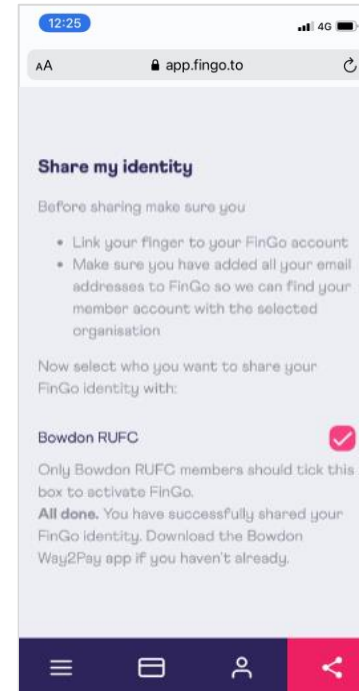 12:25
4G
AA
app.fingo.to
Share my identity
Before sharing make sure you
Link your finger to your FinGo account
Make sure you have added all your email
addresses to FinGo so we can find your
member account with the selected
organisation
Now select who you want to share your
FinGo identity with:
Bowdon RUFC
Only Bowdon RUFC members should tick this
box to activate FinGo.
All done. You have successfully shared your
FinGo identity. Download the Bowdon
Way2Pay app if you haven't already.